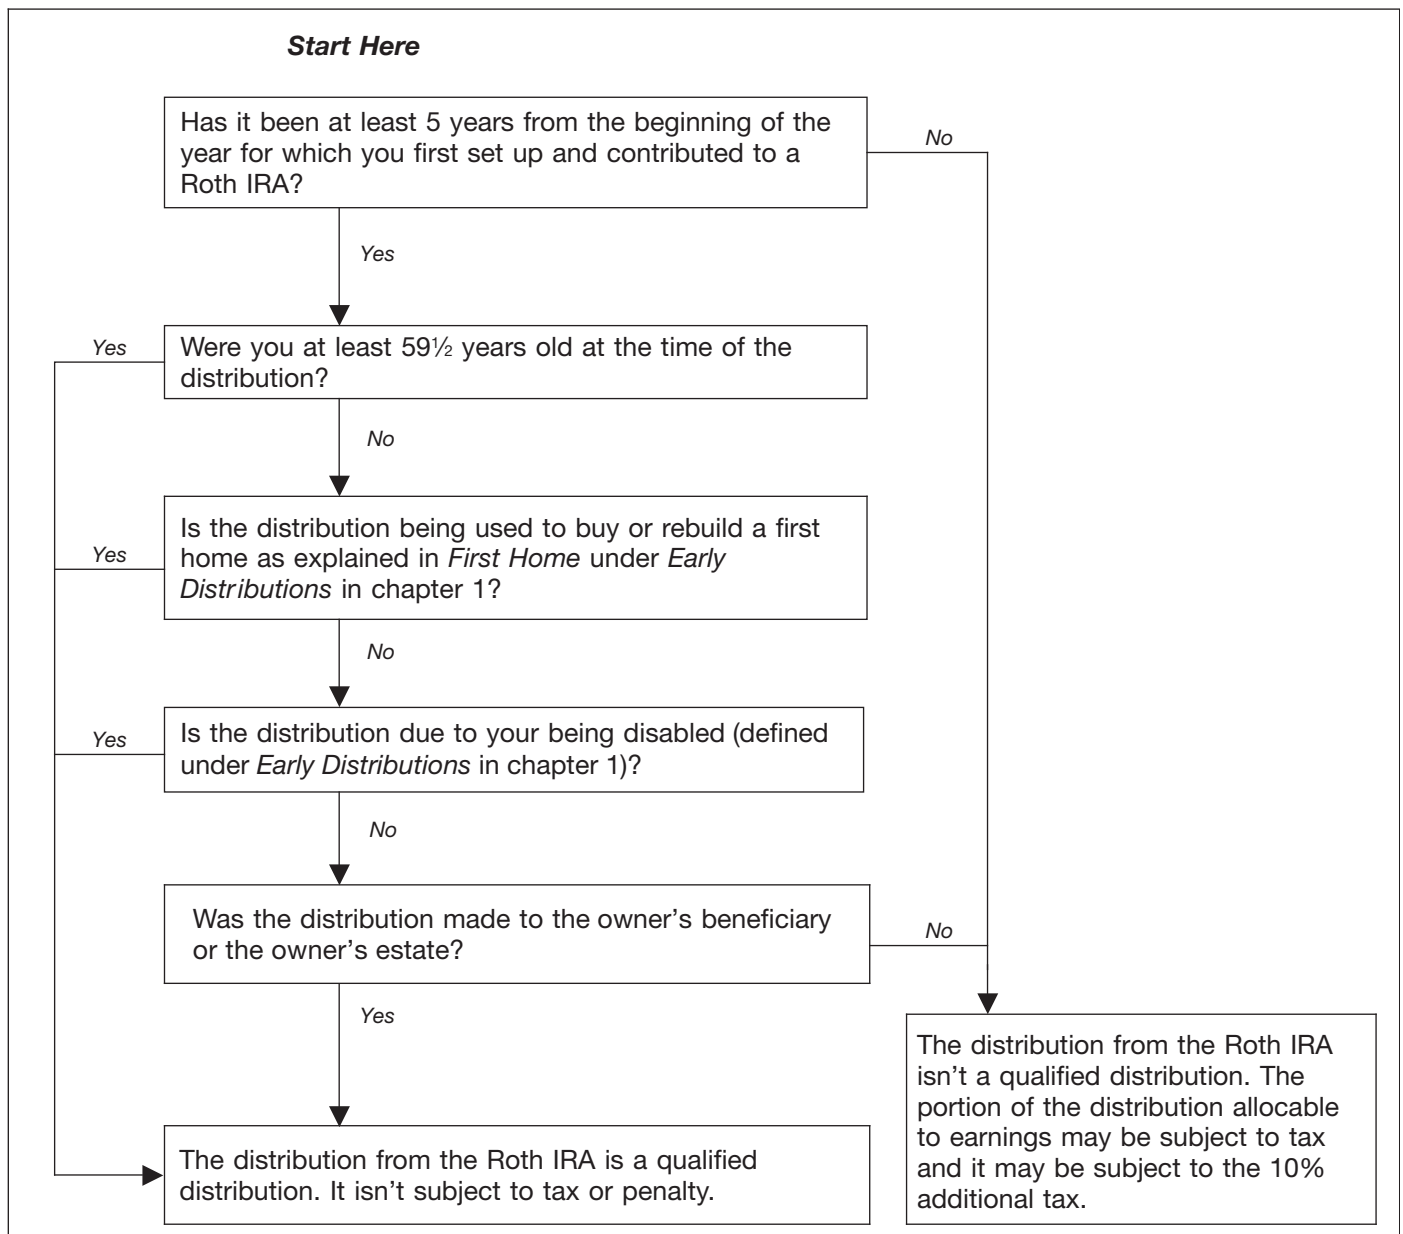 Start Here
Has it been at least 5 years from the beginning of the
year for which you first set up and contributed to a
Roth IRA?
No
Yes
Yes
Were you at least 59½ years old at the time of the
distribution?
No
Yes
Is the distribution being used to buy or rebuild a first
home as explained in First Home under Early
Distributions in chapter 1?
No
Yes
Is the distribution due to your being disabled (defined
under Early Distributions in chapter 1)?
No
Was the distribution made to the owner’s beneficiary
or the owner’s estate?
No
Yes
The distribution from the Roth IRA is a qualified
distribution. It isn’t subject to tax or penalty.
The distribution from the Roth IRA
isn’t a qualified distribution. The
portion of the distribution allocable
to earnings may be subject to tax
and it may be subject to the 10%
additional tax.